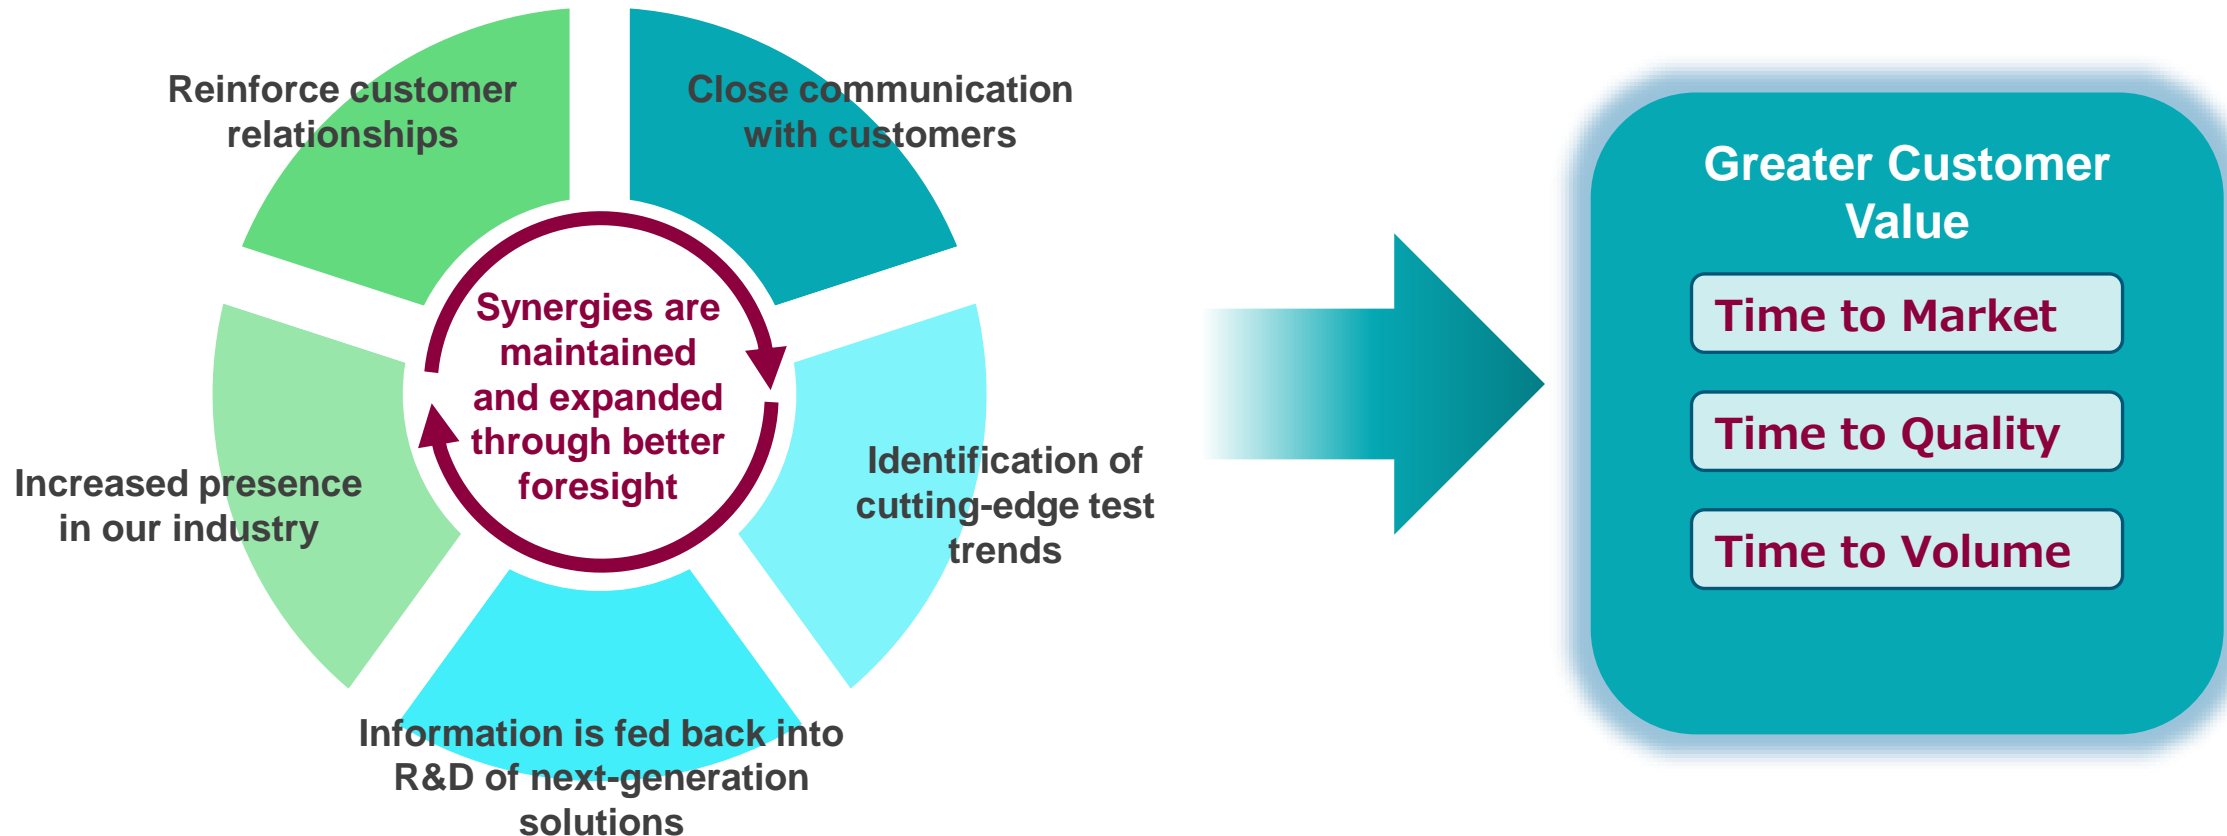 Reinforce customer
relationships
Close communication
with customers
Identification of
cutting-edge test
trends
Information is fed back into
R&D of next-generation
solutions
Increased presence
in our industry
Synergies are
maintained
and expanded
through better
foresight
Greater Customer
Value
Time to Market
Time to Quality
Time to Volume